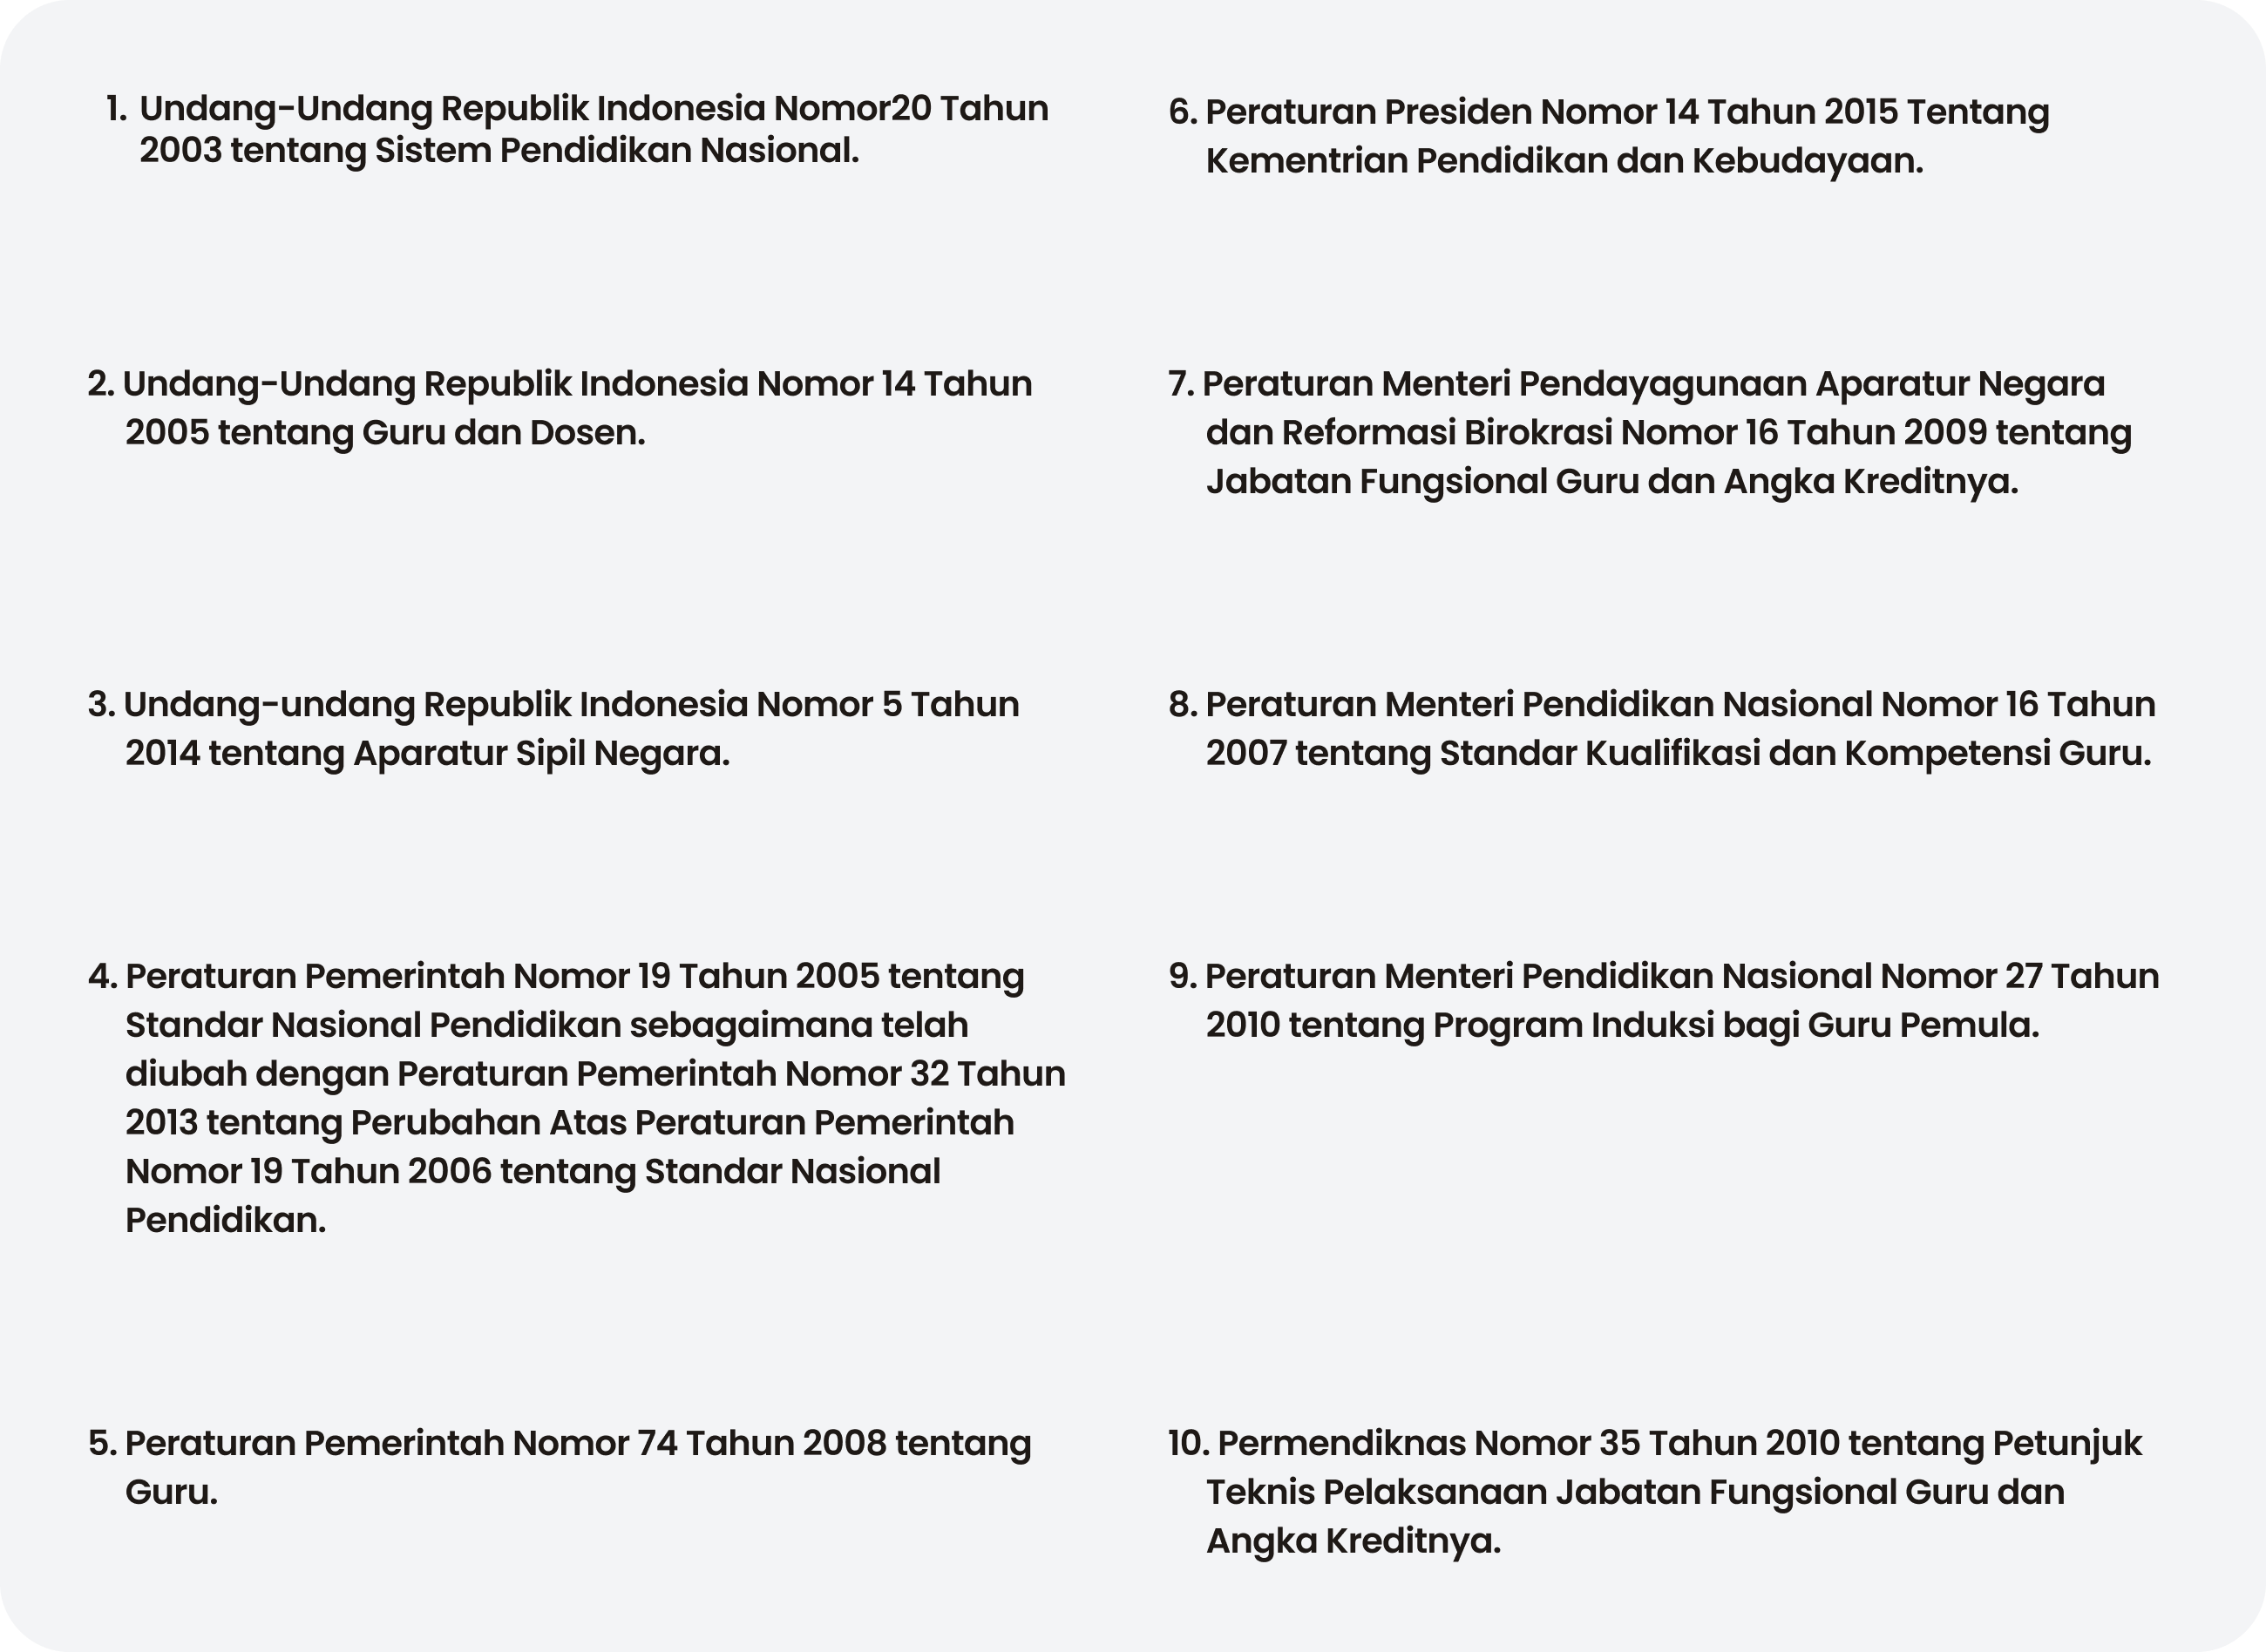 1. Undang-Undang Republik Indonesia Nomor20 Tahun
2003 tentang Sistem Pendidikan Nasional.
2. Undang-Undang Republik Indonesia Nomor 14 Tahun
2005 tentang Guru dan Dosen.
3. Undang-undang Republik Indonesia Nomor 5 Tahun
2014 tentang Aparatur Sipil Negara.
4. Peraturan Pemerintah Nomor 19 Tahun 2005 tentang
Standar Nasional Pendidikan sebagaimana telah
diubah dengan Peraturan Pemerintah Nomor 32 Tahun
2013 tentang Perubahan Atas Peraturan Pemerintah
Nomor 19 Tahun 2006 tentang Standar Nasional
Pendidikan.
5. Peraturan Pemerintah Nomor 74 Tahun 2008 tentang
Guru.
6. Peraturan Presiden Nomor 14 Tahun 2015 Tentang
Kementrian Pendidikan dan Kebudayaan.
7. Peraturan Menteri Pendayagunaan Aparatur Negara
dan Reformasi Birokrasi Nomor 16 Tahun 2009 tentang
Jabatan Fungsional Guru dan Angka Kreditnya.
8. Peraturan Menteri Pendidikan Nasional Nomor 16 Tahun
2007 tentang Standar Kualifikasi dan Kompetensi Guru.
9. Peraturan Menteri Pendidikan Nasional Nomor 27 Tahun
2010 tentang Program Induksi bagi Guru Pemula.
10. Permendiknas Nomor 35 Tahun 2010 tentang Petunjuk
Teknis Pelaksanaan Jabatan Fungsional Guru dan
Angka Kreditnya.